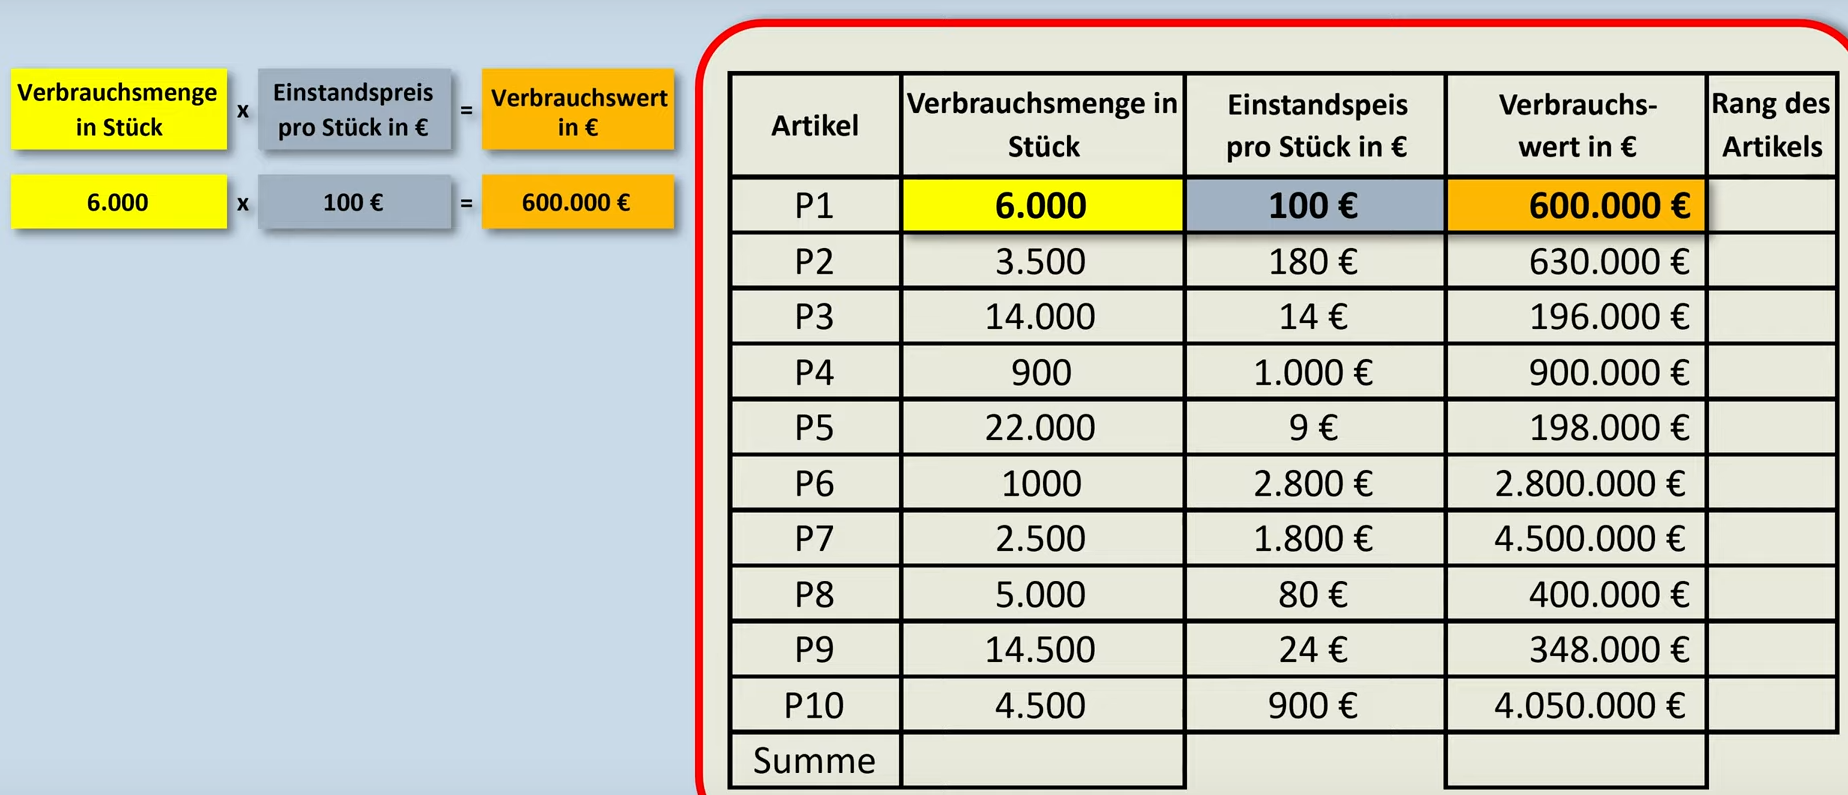 Verbrauchsmenge in Stück x Einstandspreis pro Stück in € = Verbrauchswert in €
6.000 x 100 € = 600.000 €
Artikel Verbrauchsmenge in Stück Einstandspeis pro Stück in € Verbrauchs- wert in € Rang des Artikels
P1 6.000 100 € 600.000 €
P2 3.500 180 € 630.000 €
P3 14.000 14 € 196.000 €
P4 900 1.000 € 900.000 €
P5 22.000 9 € 198.000 €
P6 1000 2.800 € 2.800.000 €
P7 2.500 1.800 € 4.500.000 €
P8 5.000 80 € 400.000 €
P9 14.500 24 € 348.000 €
P10 4.500 900 € 4.050.000 €
Summe